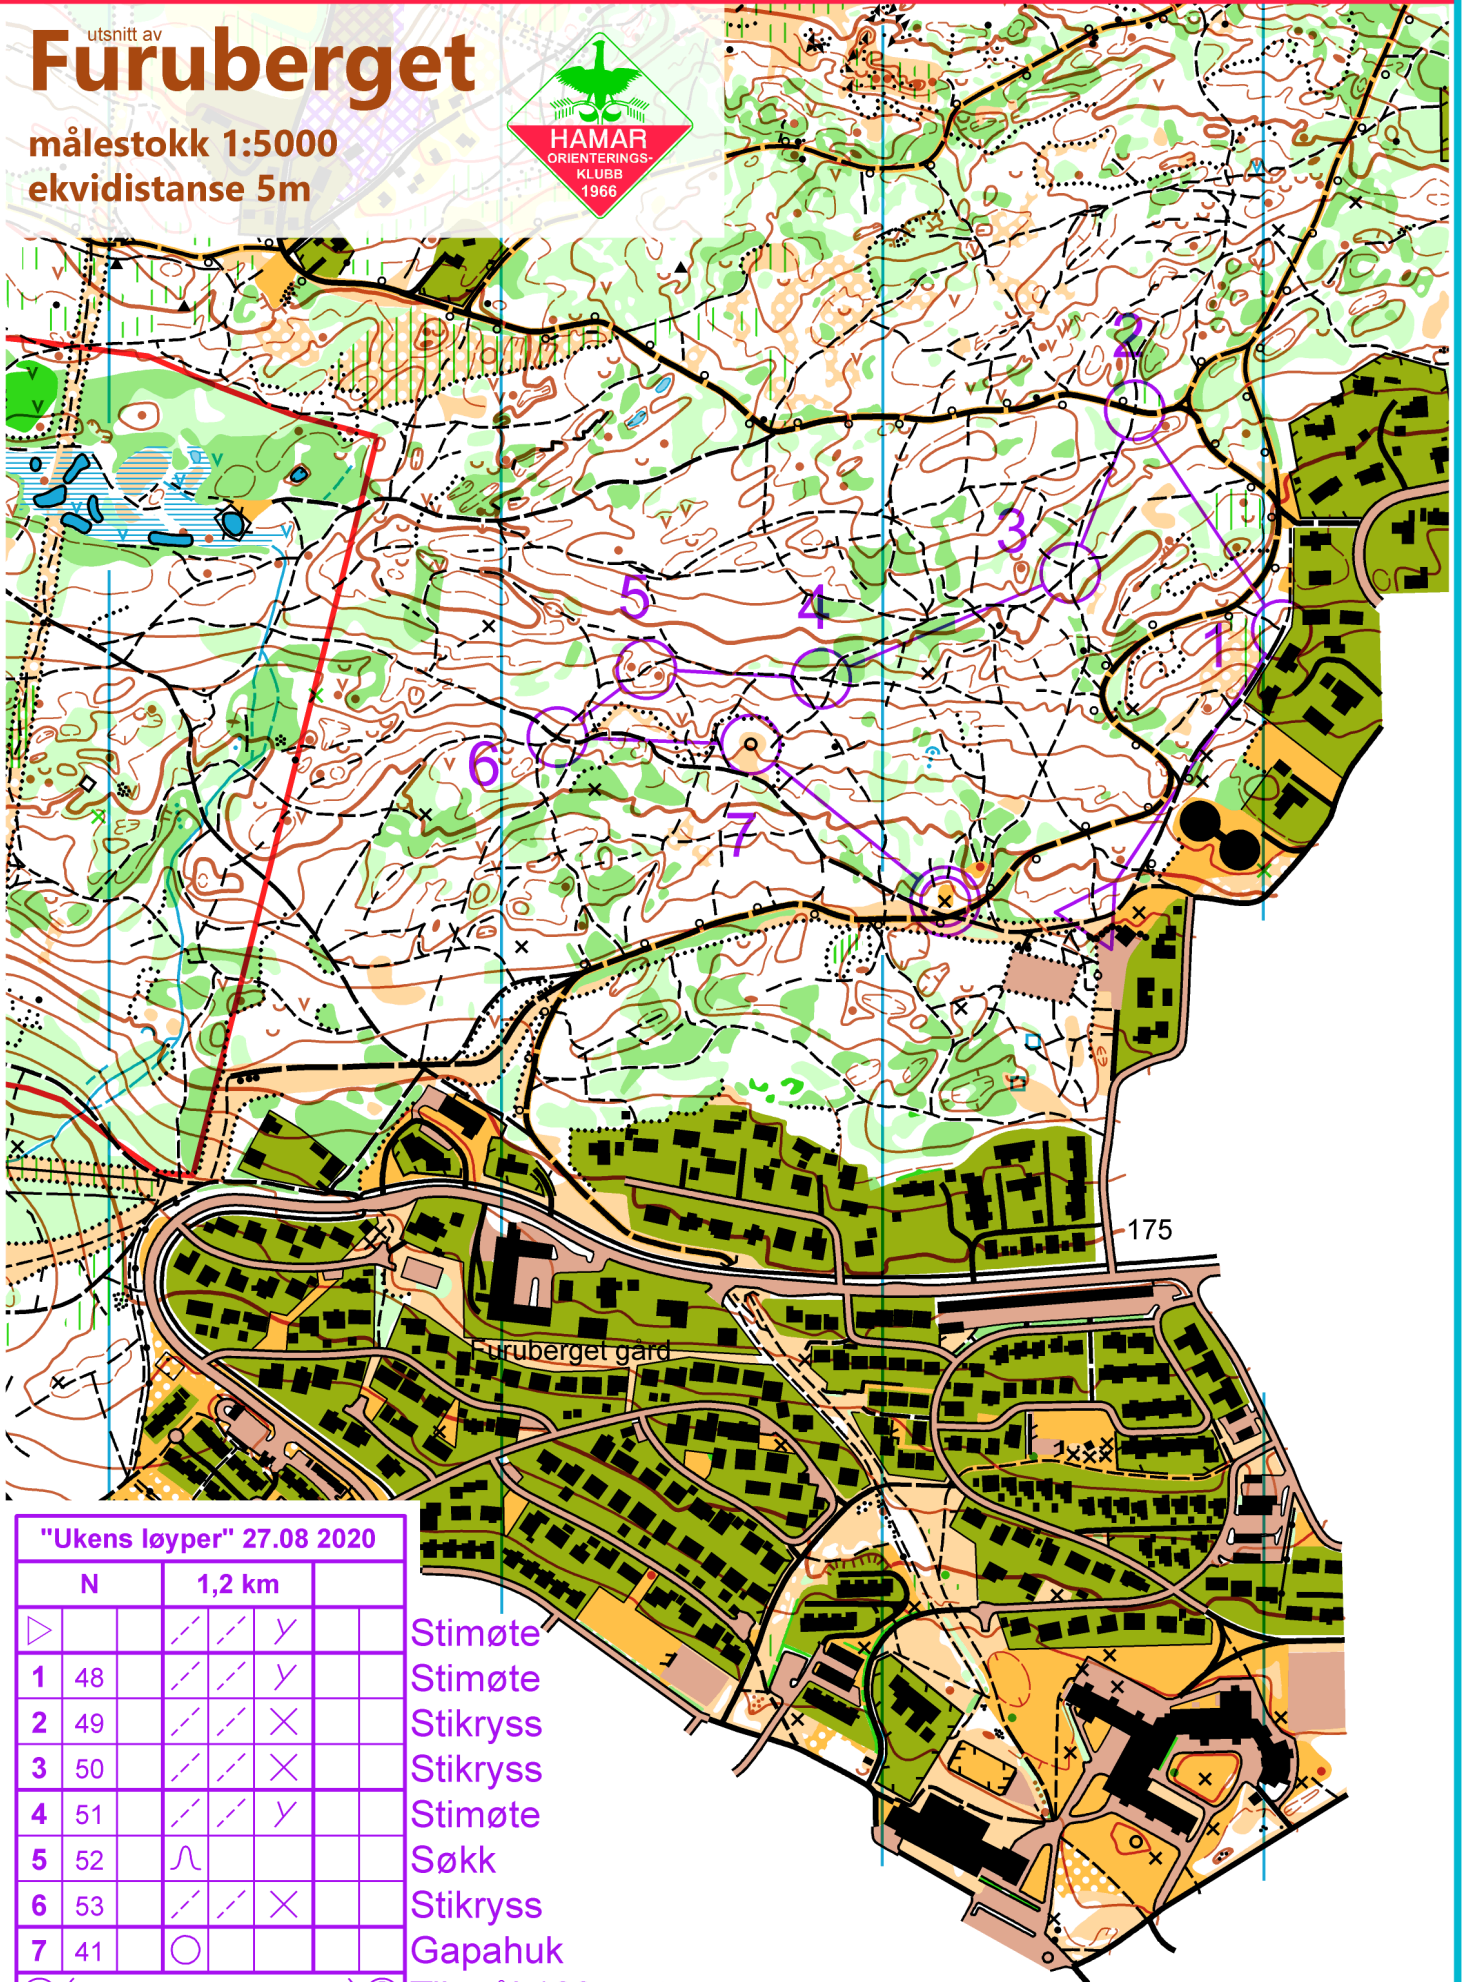 utsnitt av
Furuberget
målestokk 1:5000
ekvidistanse 5m
HAMAR
ORIENTERINGS-
KLUBB
1966
2
3
5
4
1
6
7
175
Furuberget gård
"Ukens løyper" 27.08 2020
N 1,2 km
Stimøte
1 48 Stimøte
2 49 Stikryss
3 50 Stikryss
4 51 Stimøte
5 52 Søkk
6 53 Stikryss
7 41 Gapahuk